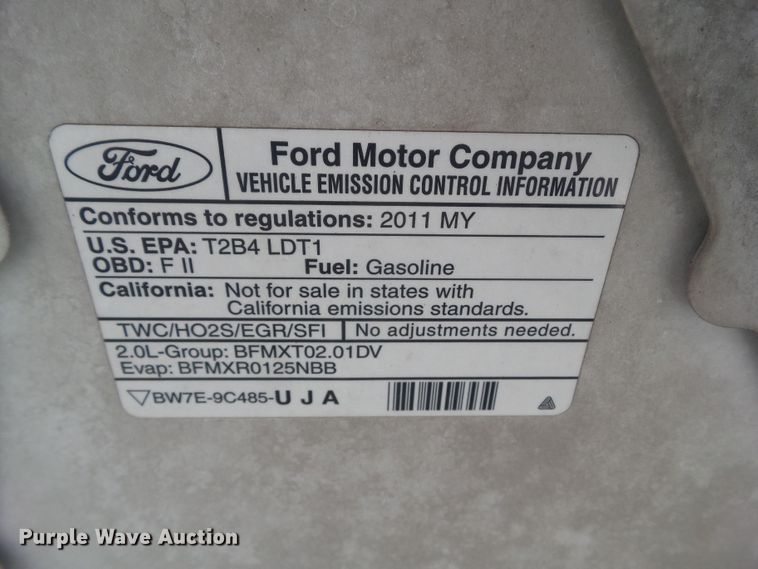 Ford
Ford Motor Company
VEHICLE EMISSION CONTROL INFORMATION
Conforms to regulations: 2011 MY
U.S. EPA: T2B4 LDT1
OBD: F II Fuel: Gasoline
California: Not for sale in states with
California emissions standards.
TWC/HO2S/EGR/SFI No adjustments needed.
2.0L-Group: BFMXT02.01DV
Evap: BFMXR0125NBB
BW7E-9C485-U J A
Purple Wave Auction